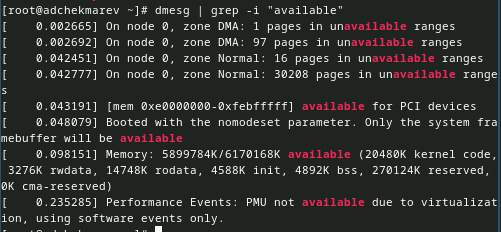 [root@adchekmarev ~]# dmesg | grep -i "available"
[    0.002665] On node 0, zone DMA: 1 pages in unavailable ranges
[    0.002692] On node 0, zone DMA: 97 pages in unavailable ranges
[    0.042451] On node 0, zone Normal: 16 pages in unavailable ranges
[    0.042777] On node 0, zone Normal: 30208 pages in unavailable range
s
[    0.043191] [mem 0xe0000000-0xfebfffff] available for PCI devices
[    0.048079] Booted with the nomodeset parameter. Only the system fra
mebuffer will be available
[    0.098151] Memory: 5899784K/6170168K available (20480K kernel code,
 3276K rwdata, 14748K rodata, 4588K init, 4892K bss, 270124K reserved,
0K cma-reserved)
[    0.235285] Performance Events: PMU not available due to virtualizat
ion, using software events only.